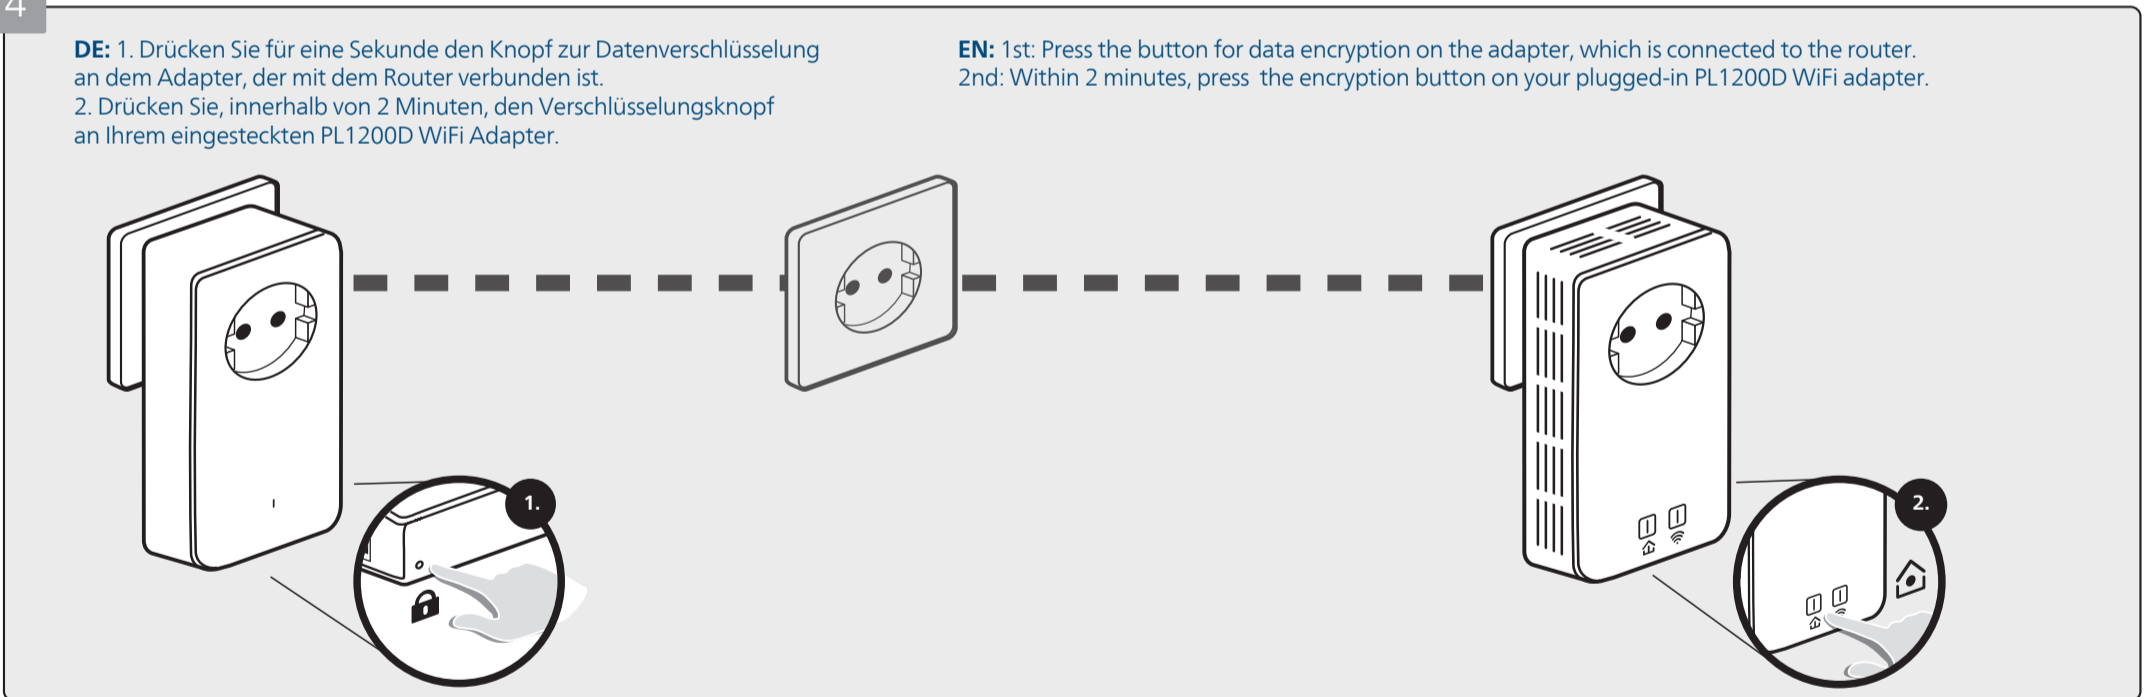 4
DE: 1. Drücken Sie für eine Sekunde den Knopf zur Datenverschlüsselung
an dem Adapter, der mit dem Router verbunden ist.
2. Drücken Sie, innerhalb von 2 Minuten, den Verschlüsselungsknopf
an Ihrem eingesteckten PL1200D WiFi Adapter.
EN: 1st: Press the button for data encryption on the adapter, which is connected to the router.
2nd: Within 2 minutes, press  the encryption button on your plugged-in PL1200D WiFi adapter.
1.
2.